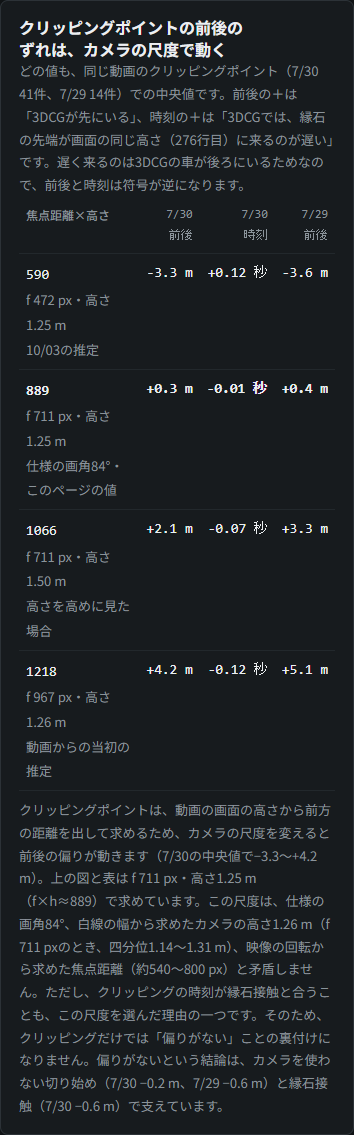 クリッピングポイントの前後の
ずれは、カメラの尺度で動く
どの値も、同じ動画のクリッピングポイント（7/30
41件、7/29 14件）での中央値です。前後の＋は
「3DCGが先にいる」、時刻の＋は「3DCGでは、縁石
の先端が画面の同じ高さ（276行目）に来るのが遅い」
です。遅く来るのは3DCGの車が後ろにいるためなの
で、前後と時刻は符号が逆になります。
焦点距離×高さ 7/30 7/30 7/29
前後 時刻 前後
590 -3.3 m +0.12 秒 -3.6 m
f 472 px・高さ
1.25 m
10/03の推定
889 +0.3 m -0.01 秒 +0.4 m
f 711 px・高さ
1.25 m
仕様の画角84°・
このページの値
1066 +2.1 m -0.07 秒 +3.3 m
f 711 px・高さ
1.50 m
高さを高めに見た
場合
1218 +4.2 m -0.12 秒 +5.1 m
f 967 px・高さ
1.26 m
動画からの当初の
推定
クリッピングポイントは、動画の画面の高さから前方
の距離を出して求めるため、カメラの尺度を変えると
前後の偏りが動きます（7/30の中央値で−3.3〜+4.2
m）。上の図と表は f 711 px・高さ1.25 m
（f×h≈889）で求めています。この尺度は、仕様の
画角84°、白線の幅から求めたカメラの高さ1.26 m（f
711 pxのとき、四分位1.14〜1.31 m）、映像の回転か
ら求めた焦点距離（約540〜800 px）と矛盾しませ
ん。ただし、クリッピングの時刻が縁石接触と合うこ
とも、この尺度を選んだ理由の一つです。そのため、
クリッピングだけでは「偏りがない」ことの裏付けに
なりません。偏りがないという結論は、カメラを使わ
ない切り始め（7/30 −0.2 m、7/29 −0.6 m）と縁石接
触（7/30 −0.6 m）で支えています。